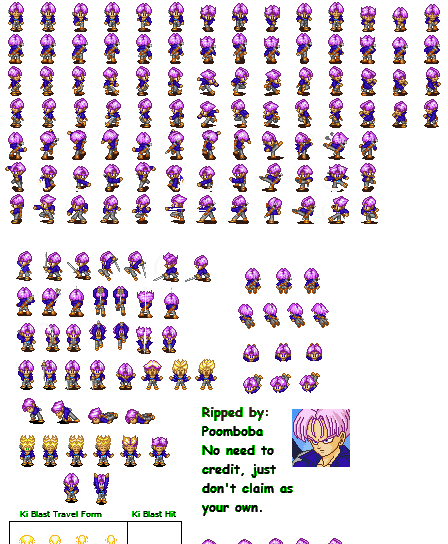 Ripped by:
Poomboba
No need to
credit, just
don't claim as
your own.
Ki Blast Travel Form
Ki Blast Hit